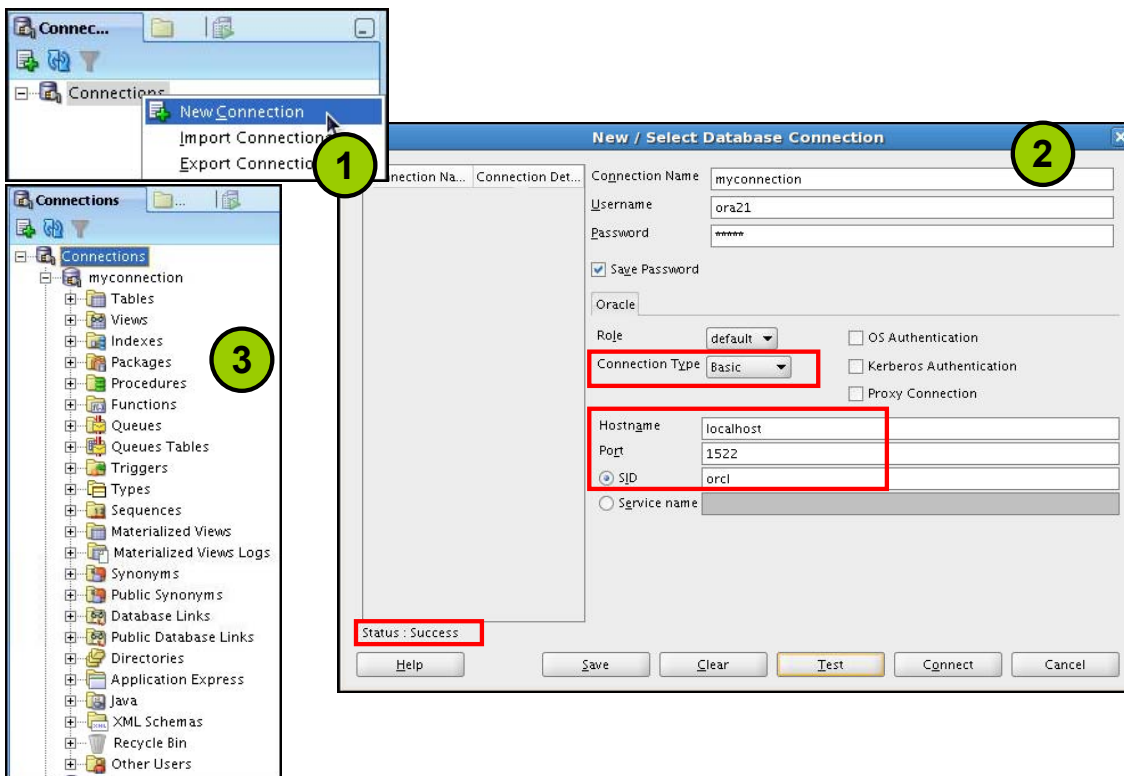 Connec...
Connections
New Connection
Import Connection
Export Connectio
1
Connections
...
Connections
myconnection
Tables
Views
Indexes
Packages
Procedures
Functions
Queues
Queues Tables
Triggers
Types
Sequences
Materialized Views
Materialized Views Logs
Synonyms
Public Synonyms
Database Links
Public Database Links
Directories
Application Express
Java
XML Schemas
Recycle Bin
Other Users
3
New / Select Database Connection
2
nnection Na... Connection Det...
Connection Name myconnection
Username ora21
Password *****
Save Password
Oracle
Role default OS Authentication
Connection Type Basic Kerberos Authentication
Proxy Connection
Hostname localhost
Port 1522
SID orcl
Service name
Status : Success
Help Save Clear Test Connect Cancel